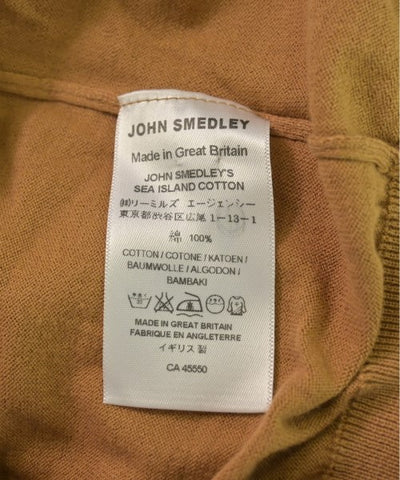 JOHN SMEDLEY
Made in Great Britain
JOHN SMEDLEY'S
SEA ISLAND COTTON
㈱リーミルズ エージェンシー
東京都渋谷区広尾 1-13-1
綿 100%
COTTON / COTONE / KATOEN /
BAUMWOLLE / ALGODON /
BAMBAKI
MADE IN GREAT BRITAIN
FABRIQUE EN ANGLETERRE
イギリス 製
CA 45550